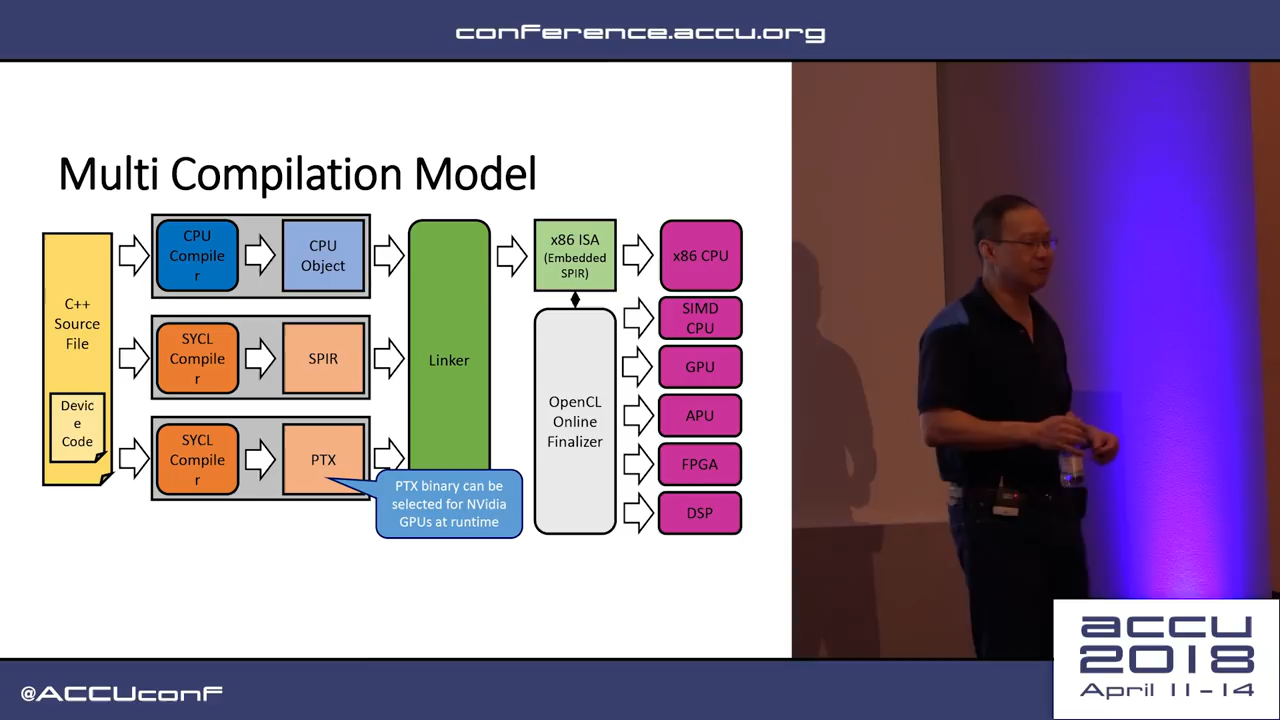 conference.accu.org
Multi Compilation Model
C++
Source
File
Devic
e
Code
CPU
Compile
r
CPU
Object
SYCL
Compile
r
SPIR
SYCL
Compile
r
PTX
PTX binary can be
selected for NVidia
GPUs at runtime
Linker
x86 ISA
(Embedded
SPIR)
OpenCL
Online
Finalizer
x86 CPU
SIMD
CPU
GPU
APU
FPGA
DSP
accu
2018
April 11-14
@ACCUconf